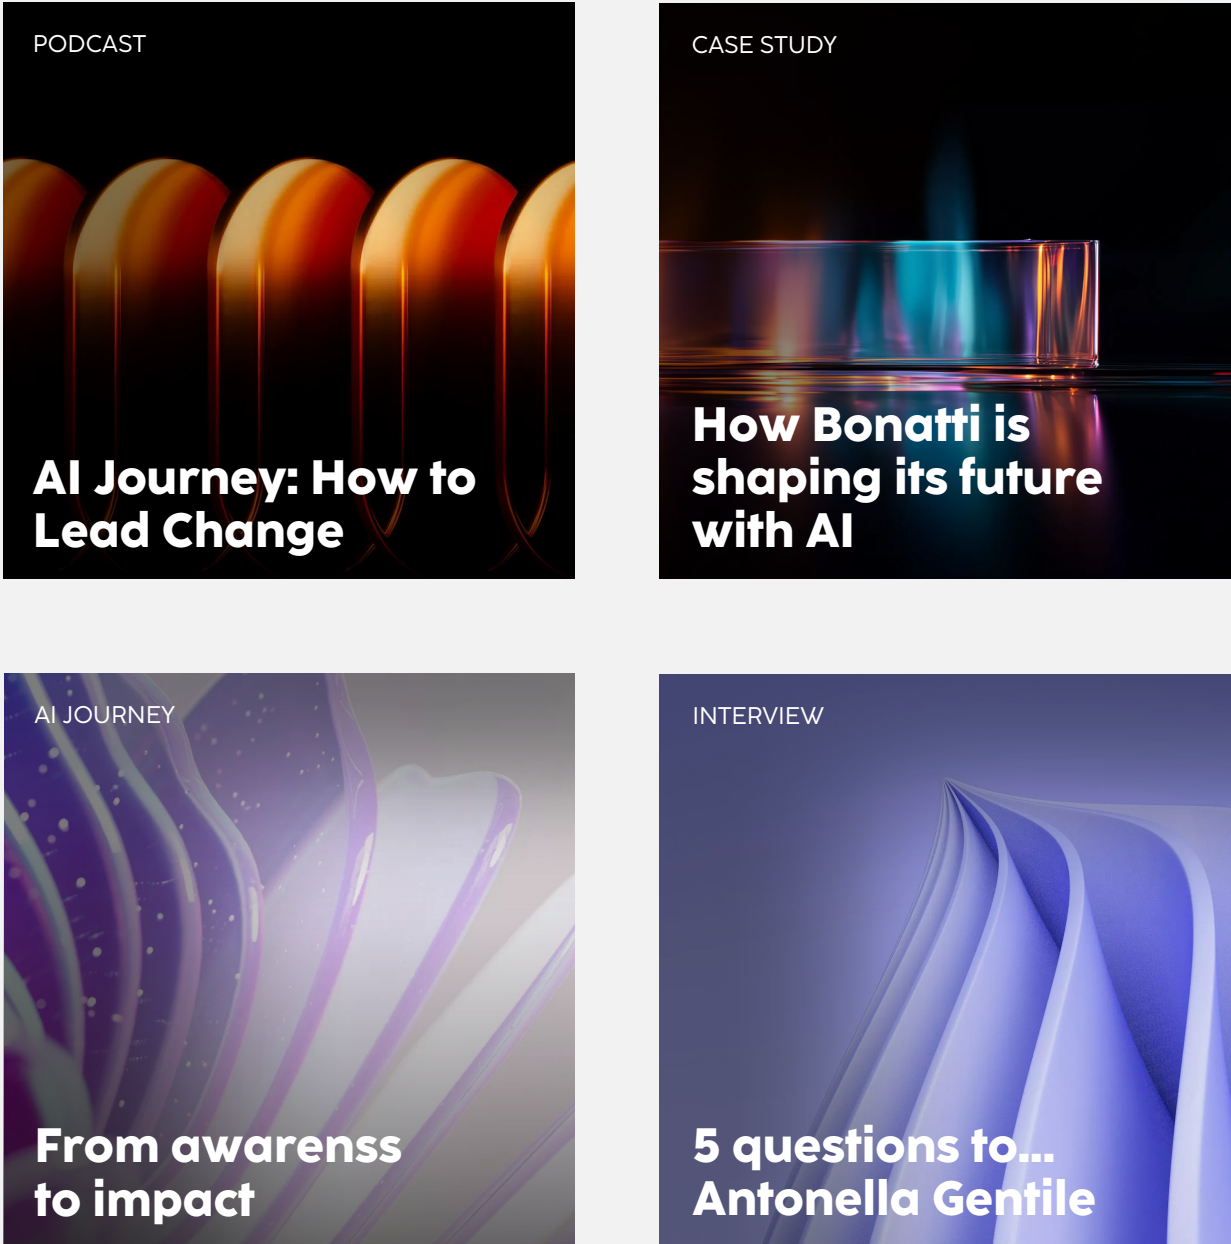 PODCAST
AI Journey: How to
Lead Change
CASE STUDY
How Bonatti is
shaping its future
with AI
AI JOURNEY
From awarenss
to impact
INTERVIEW
5 questions to...
Antonella Gentile